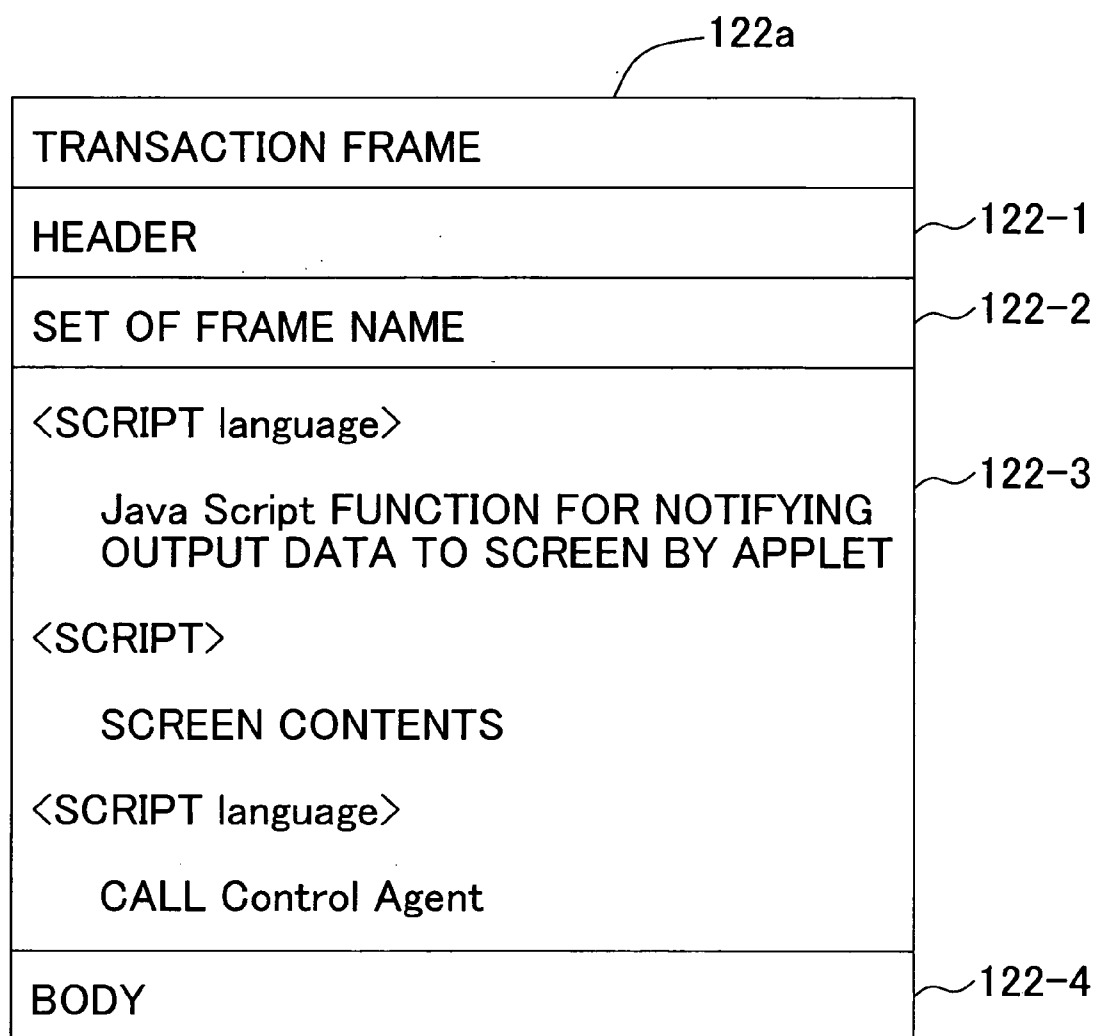 122a
TRANSACTION FRAME
HEADER
122-1
SET OF FRAME NAME
122-2
<SCRIPT language>
122-3
Java Script FUNCTION FOR NOTIFYING
OUTPUT DATA TO SCREEN BY APPLET
<SCRIPT>
SCREEN CONTENTS
<SCRIPT language>
CALL Control Agent
BODY
122-4